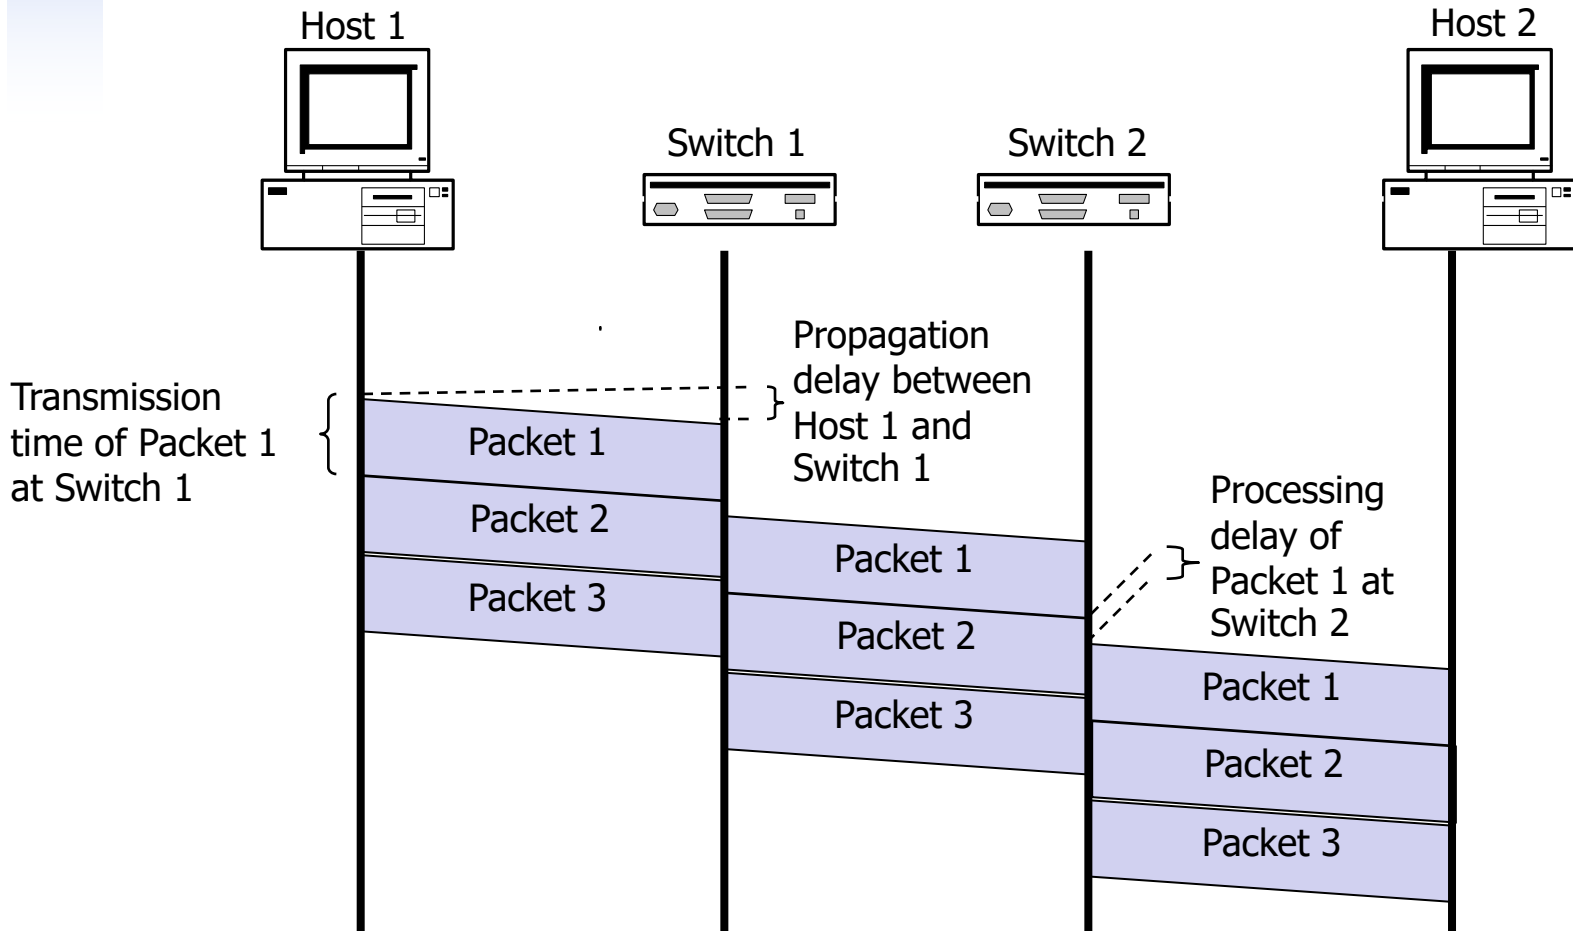 Host 1
Host 2
Switch 1
Switch 2
Propagation
delay between
Host 1 and
Switch 1
Transmission
time of Packet 1
at Switch 1
Processing
delay of
Packet 1 at
Switch 2
Packet 1
Packet 2
Packet 3
Packet 1
Packet 2
Packet 3
Packet 1
Packet 2
Packet 3